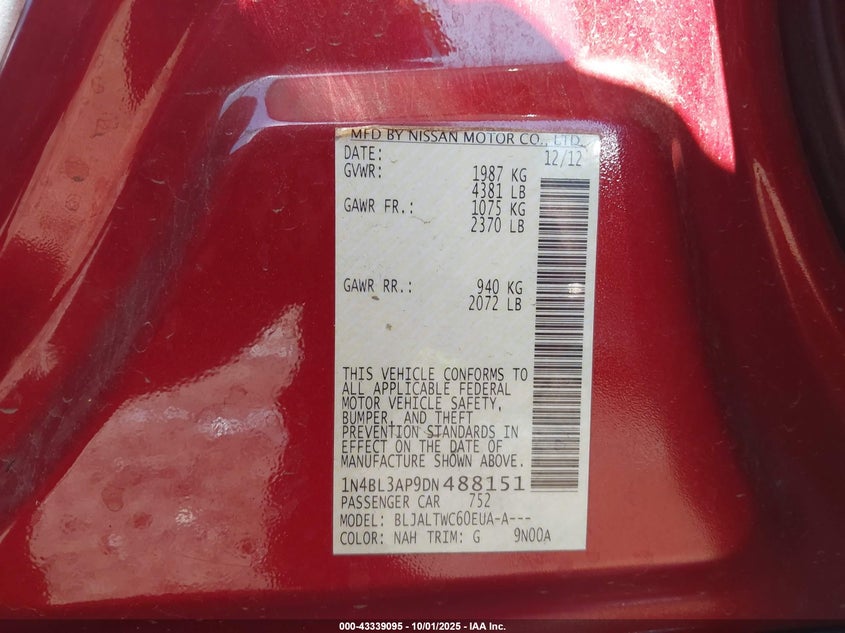 MFD BY NISSAN MOTOR CO., LTD.
DATE: 12/12
GVWR: 1987 KG
4381 LB
GAWR FR.: 1075 KG
2370 LB
GAWR RR.: 940 KG
2072 LB
THIS VEHICLE CONFORMS TO
ALL APPLICABLE FEDERAL
MOTOR VEHICLE SAFETY,
BUMPER, AND THEFT
PREVENTION STANDARDS IN
EFFECT ON THE DATE OF
MANUFACTURE SHOWN ABOVE.
1N4BL3AP9DN488151
PASSENGER CAR 752
MODEL: BLJALTWC60EUA-A---
COLOR: NAH TRIM: G 9N00A
000-43339095 - 10/01/2025 - IAA Inc.